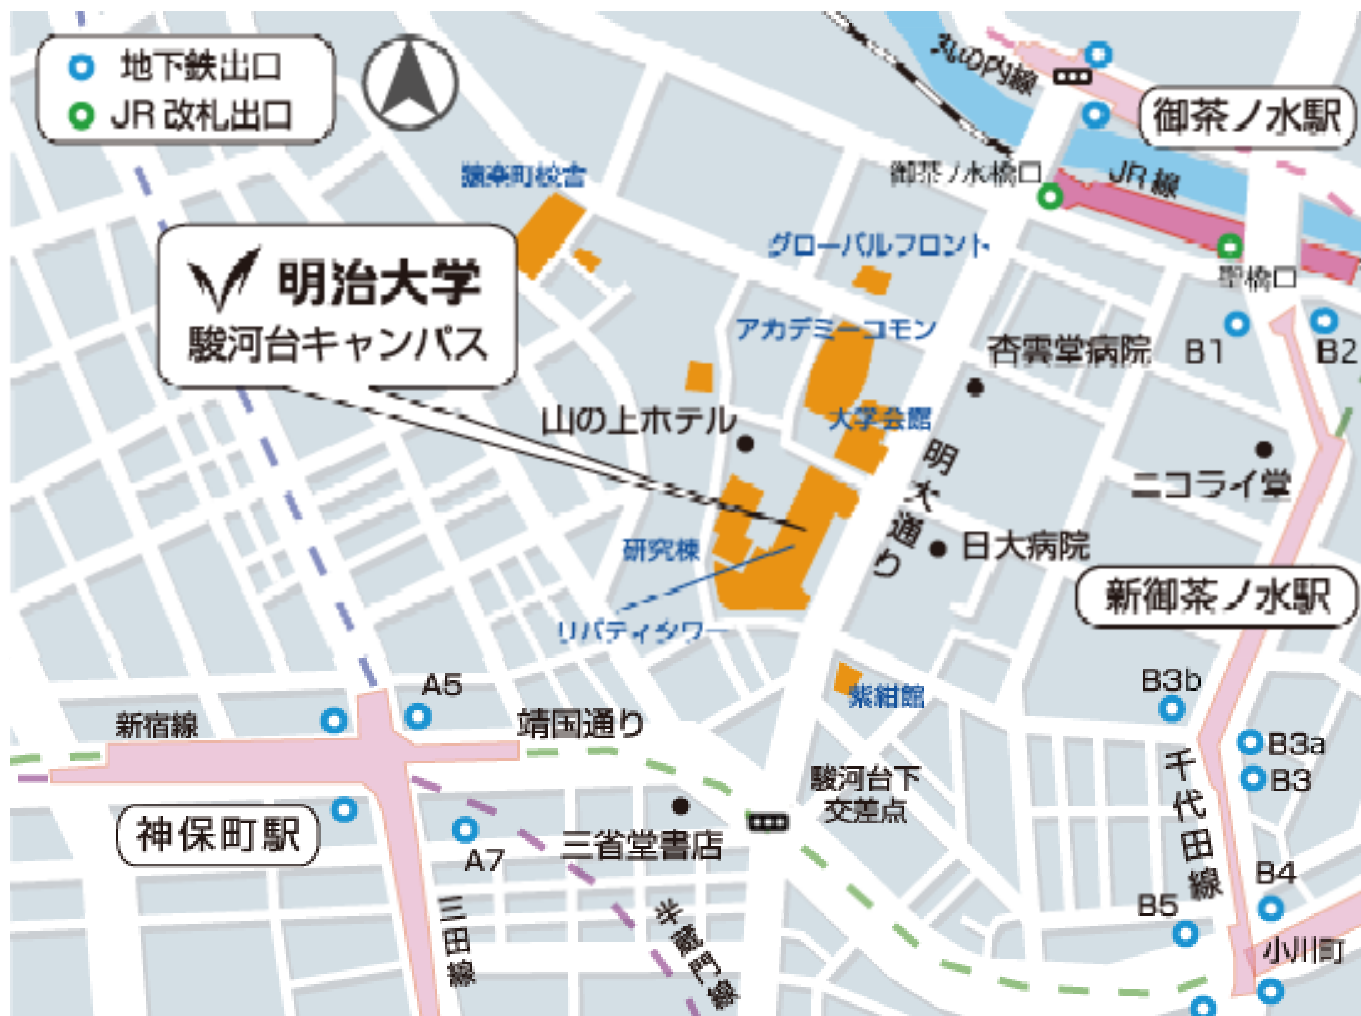 地下鉄出口
JR 改札出口
丸の内線
御茶ノ水駅
猿楽町校舎
御茶ノ水橋口
JR線
明治大学
駿河台キャンパス
グローバルフロント
聖橋口
アカデミーコモン
杏雲堂病院
B1
B2
山の上ホテル
大学会館
明大通り
ニコライ堂
研究棟
日大病院
新御茶ノ水駅
リバティタワー
A5
紫紺館
B3b
新宿線
靖国通り
B3a
B3
千代田線
駿河台下
交差点
神保町駅
三省堂書店
A7
B4
三田線
半蔵門線
B5
小川町